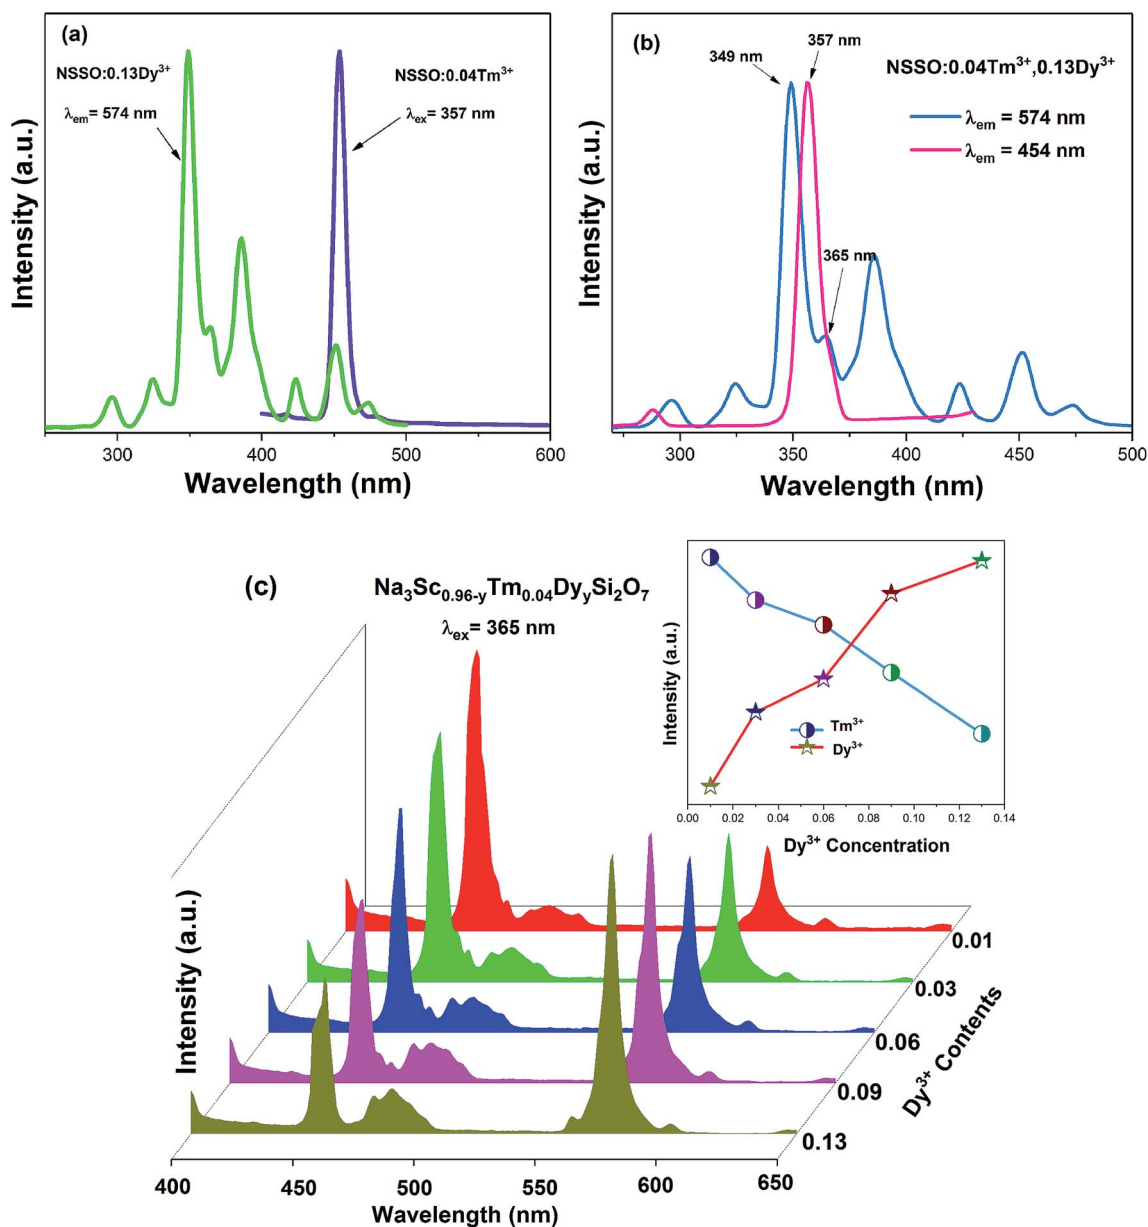 (a)
NSSO:0.13Dy³⁺
λem= 574 nm
NSSO:0.04Tm³⁺
λex= 357 nm
Intensity (a.u.)
300 400 500 600
Wavelength (nm)
(b)
349 nm
357 nm
NSSO:0.04Tm³⁺,0.13Dy³⁺
λem = 574 nm
λem = 454 nm
365 nm
Intensity (a.u.)
300 350 400 450 500
Wavelength (nm)
(c)
Na₃Sc₀.₉₆₋yTm₀.₀₄DyySi₂O₇
λex= 365 nm
Intensity (a.u.)
Tm³⁺
Dy³⁺
0.00 0.02 0.04 0.06 0.08 0.10 0.12 0.14
Dy³⁺ Concentration
Intensity (a.u.)
0.01
0.03
0.06
0.09
0.13
Dy³⁺ Contents
400 450 500 550 600 650
Wavelength (nm)